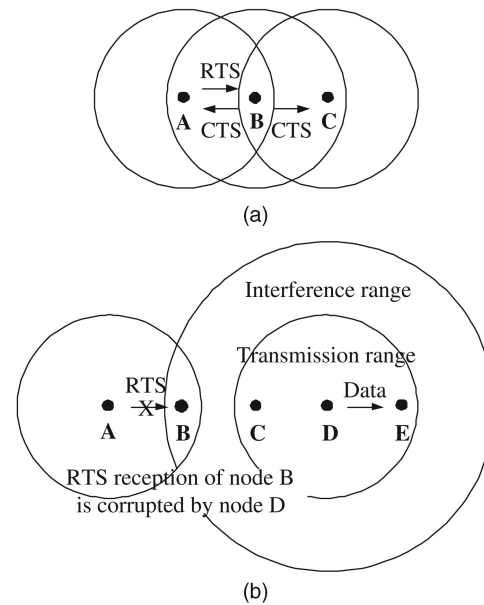 RTS
A B C
CTS CTS
(a)
Interference range
Transmission range
RTS Data
X
A B C D E
RTS reception of node B
is corrupted by node D
(b)